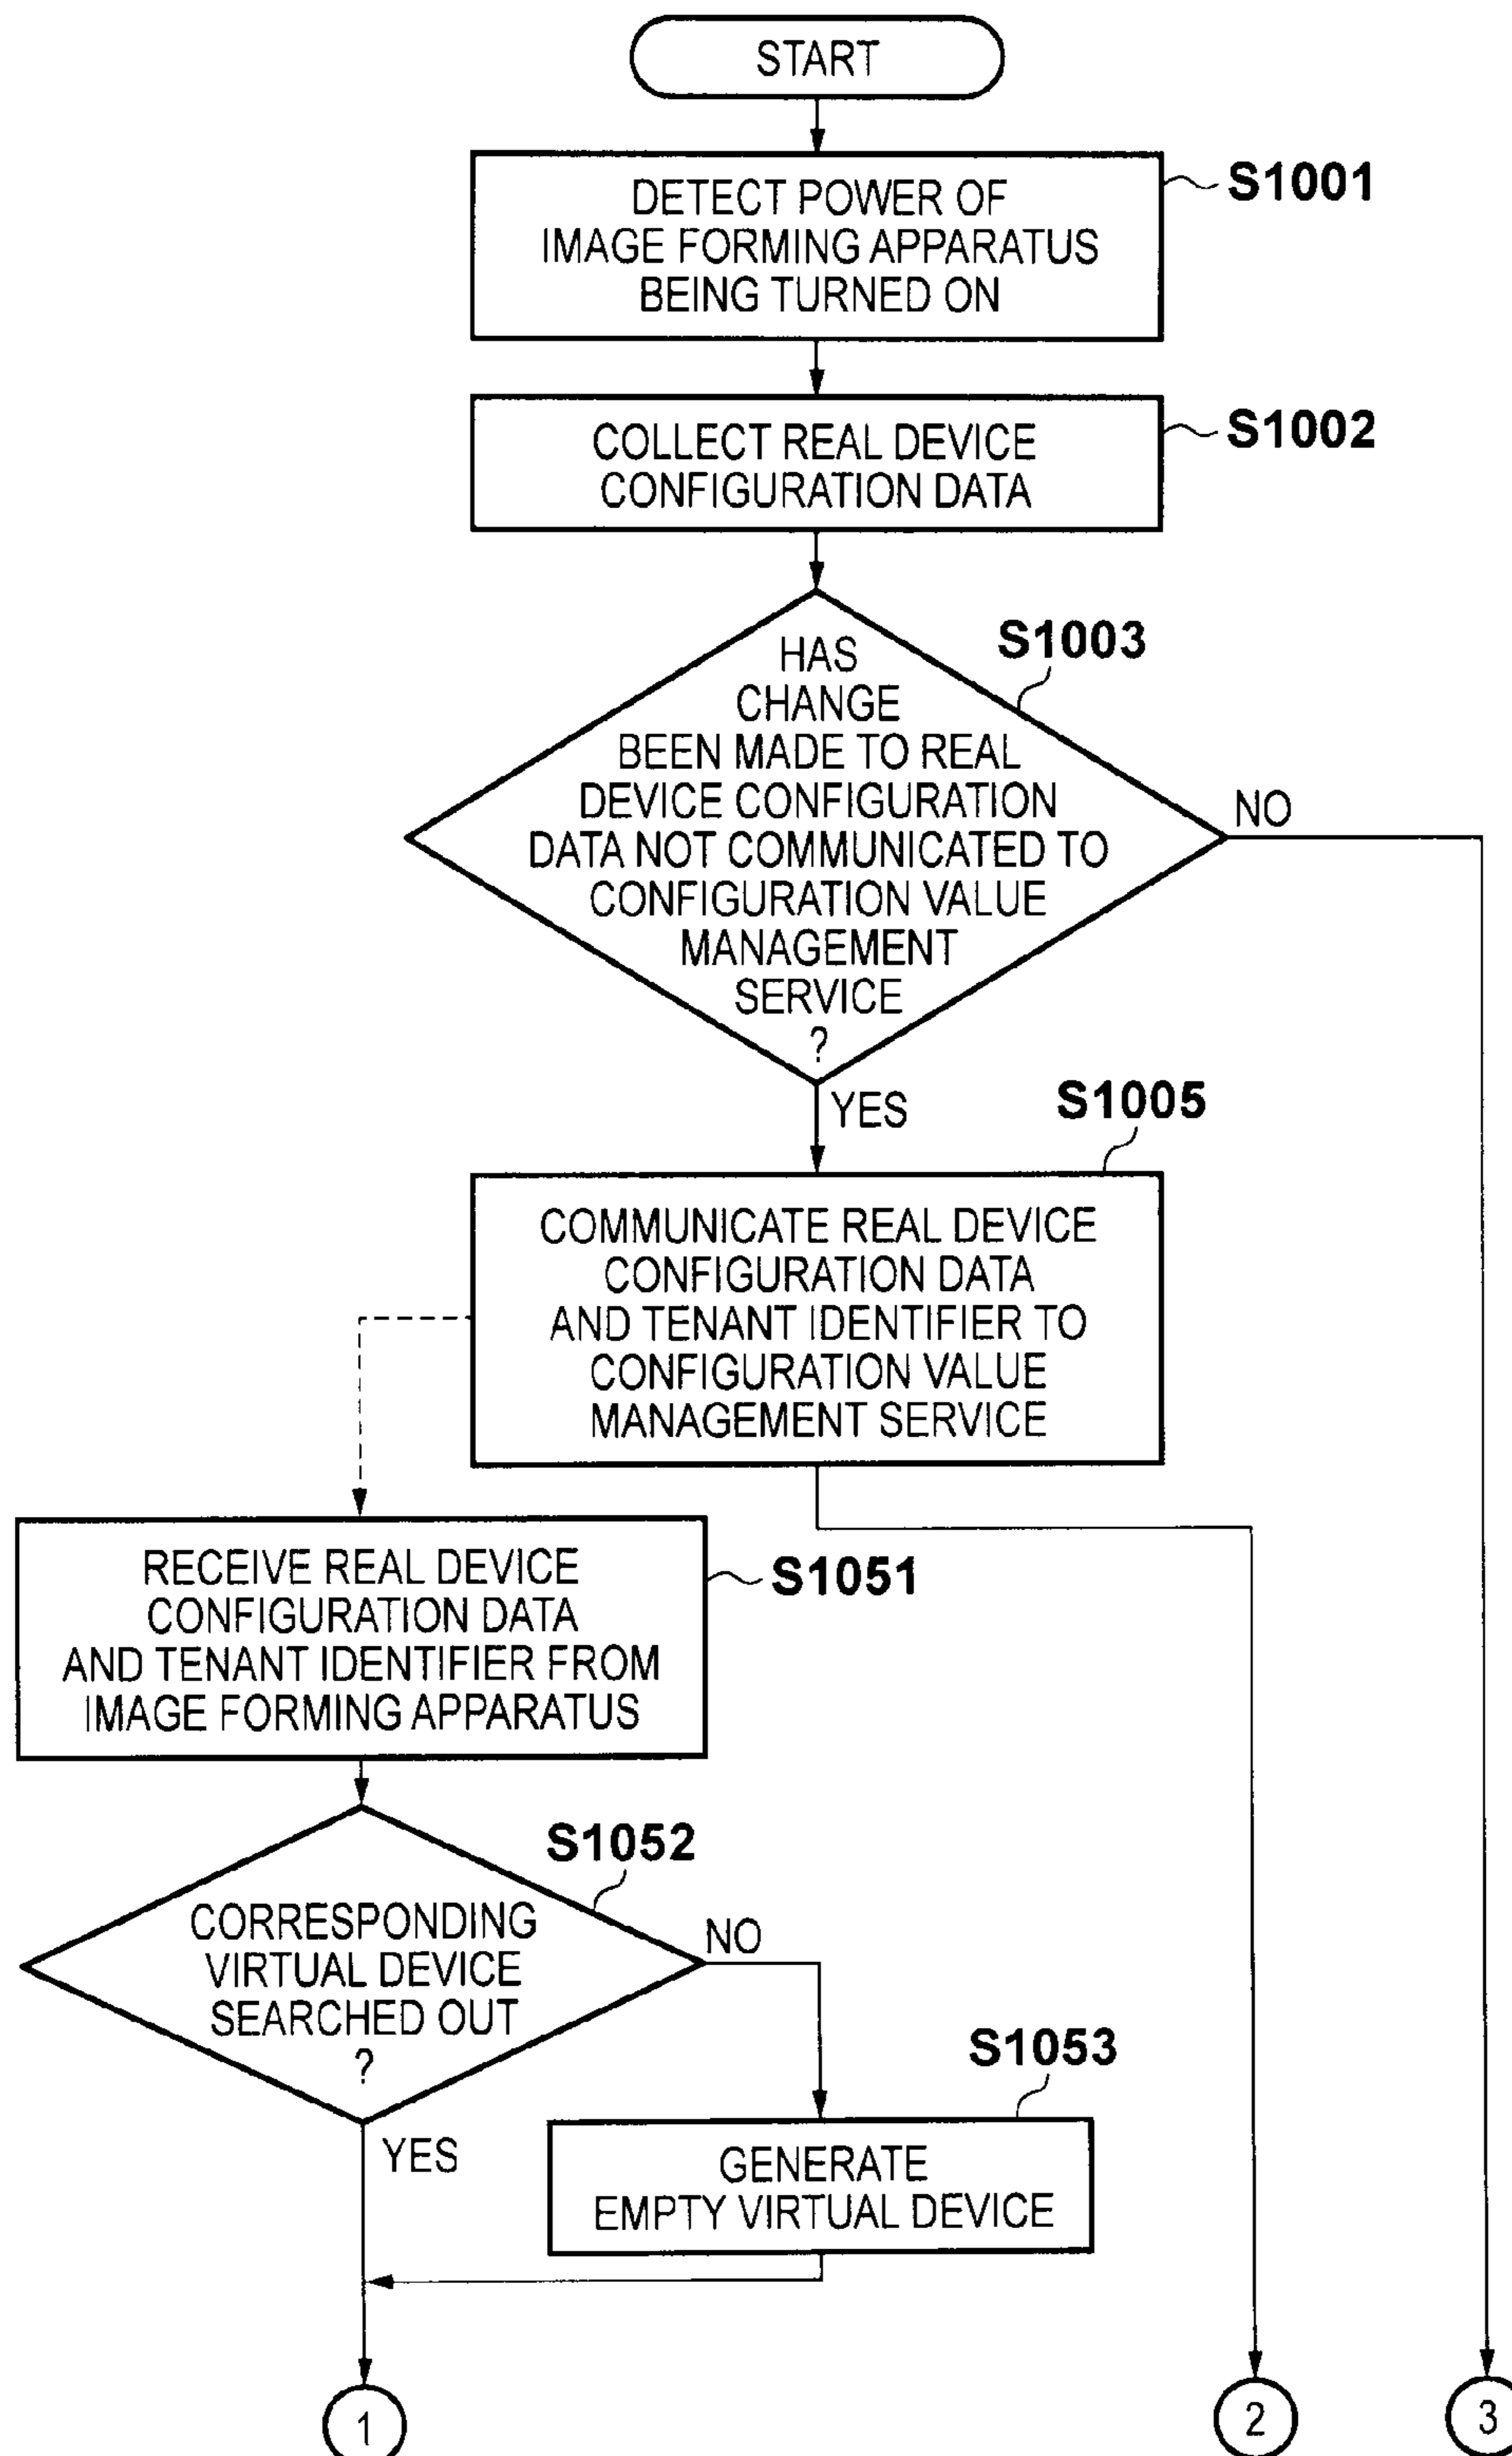 START
DETECT POWER OF
IMAGE FORMING APPARATUS
BEING TURNED ON
S1001
COLLECT REAL DEVICE
CONFIGURATION DATA
S1002
HAS
CHANGE
BEEN MADE TO REAL
DEVICE CONFIGURATION
DATA NOT COMMUNICATED TO
CONFIGURATION VALUE
MANAGEMENT
SERVICE
?
S1003
NO
YES
S1005
COMMUNICATE REAL DEVICE
CONFIGURATION DATA
AND TENANT IDENTIFIER TO
CONFIGURATION VALUE
MANAGEMENT SERVICE
RECEIVE REAL DEVICE
CONFIGURATION DATA
AND TENANT IDENTIFIER FROM
IMAGE FORMING APPARATUS
S1051
S1052
CORRESPONDING
VIRTUAL DEVICE
SEARCHED OUT
?
NO
YES
S1053
GENERATE
EMPTY VIRTUAL DEVICE
1
2
3